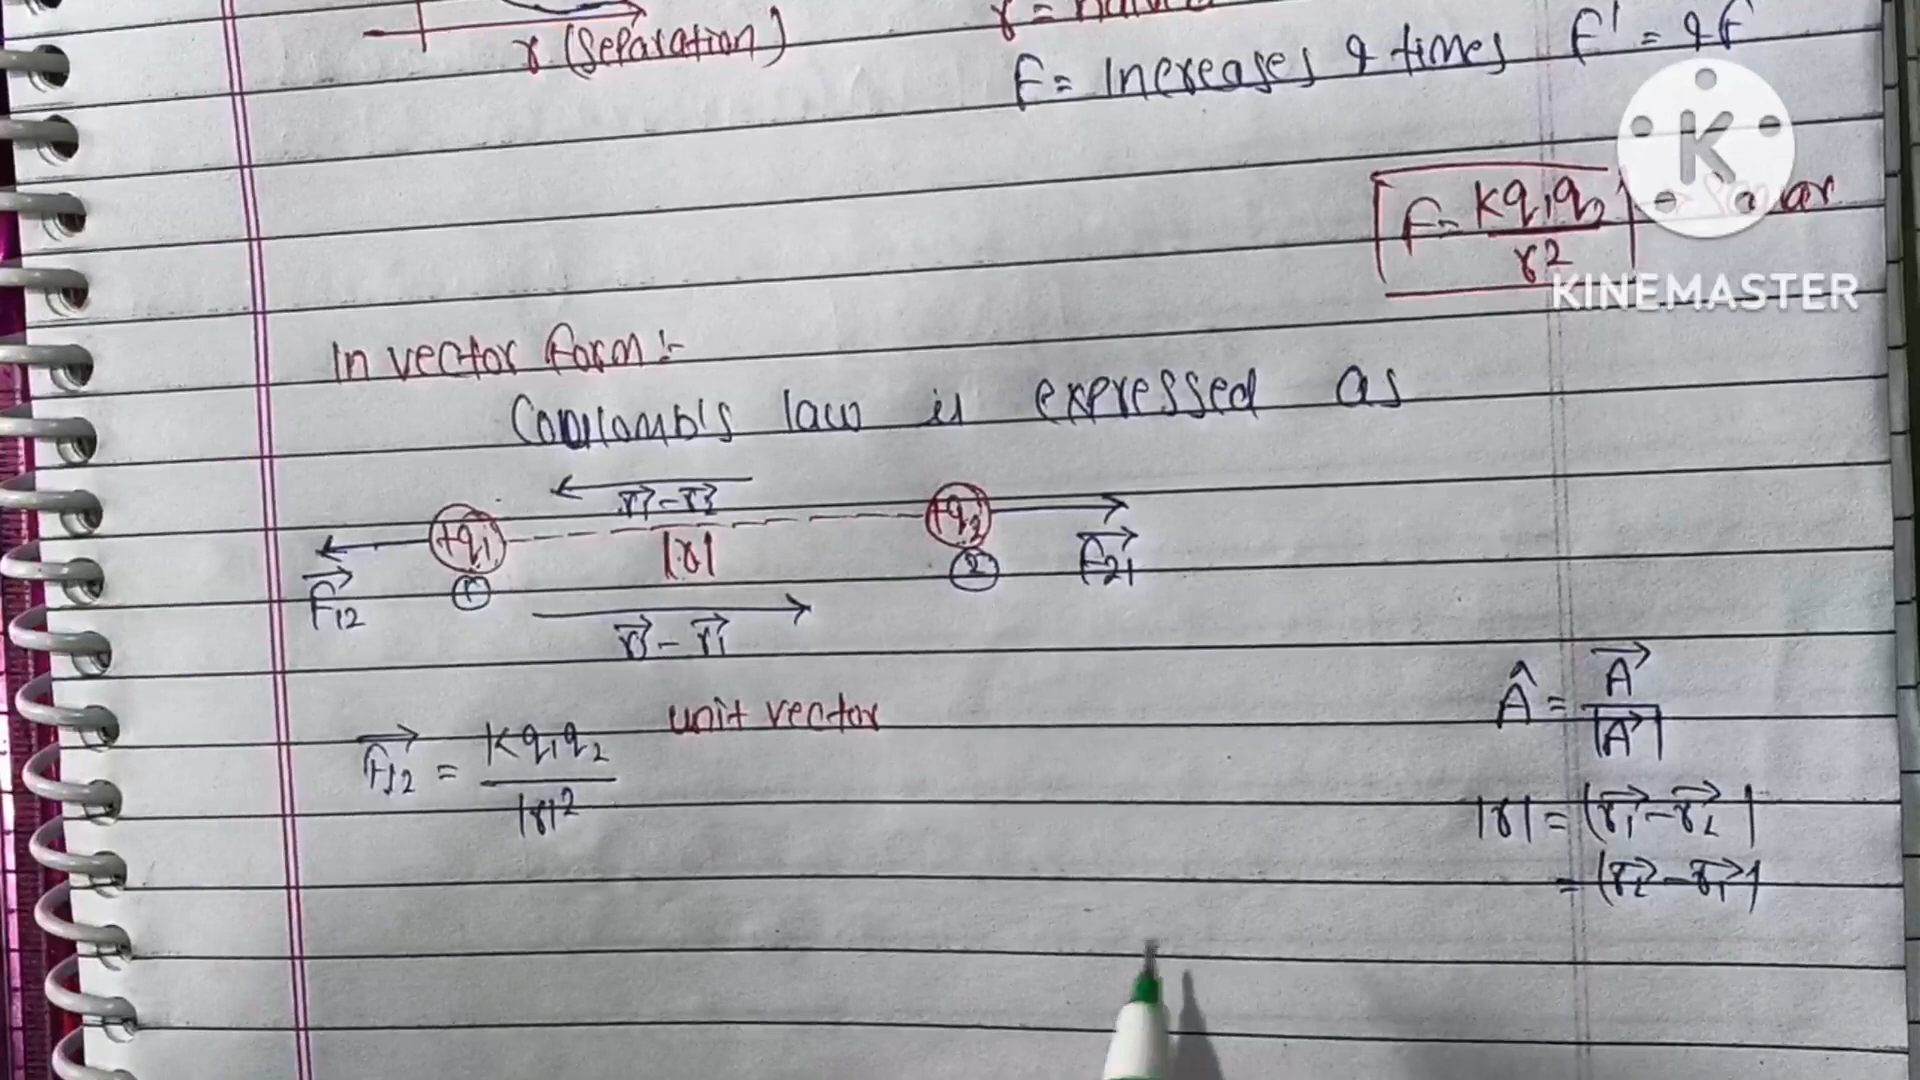 r (Separation)
r =
F = Increases 9 times F' = 9F
F = Kq₁q₂ / r²
KINEMASTER
In vector form :-
Coulomb's law is expressed as
r₁⃗ - r₂⃗
+q₁ |r| +q₂
F₁₂⃗ 1 2 F₂₁⃗
r₂⃗ - r₁⃗
F₁₂⃗ = Kq₁q₂ / |r|² unit vector
Â = A⃗ / |A⃗|
|r| = |r₁⃗ - r₂⃗|
= |r₂⃗ - r₁⃗|